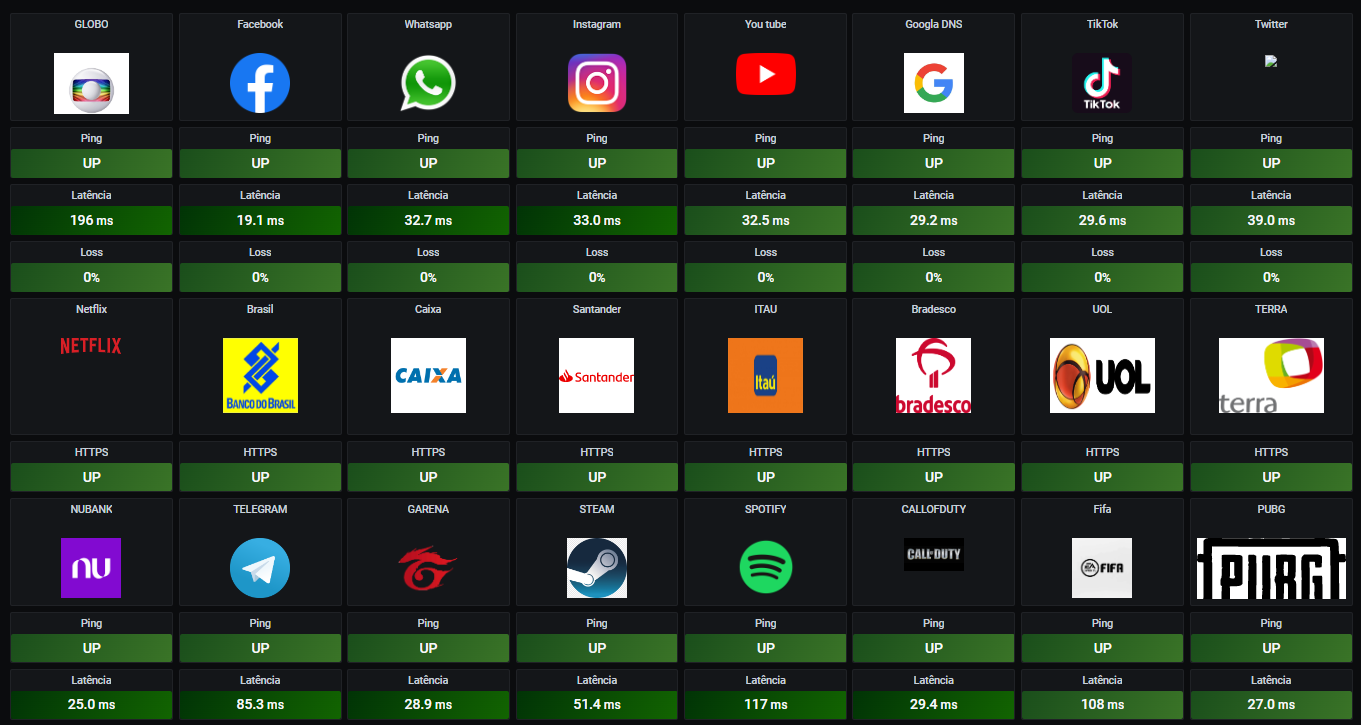 GLOBO Facebook Whatsapp Instagram You tube Googla DNS TikTok Twitter
TikTok
Ping Ping Ping Ping Ping Ping Ping Ping
UP UP UP UP UP UP UP UP
Latência Latência Latência Latência Latência Latência Latência Latência
196 ms 19.1 ms 32.7 ms 33.0 ms 32.5 ms 29.2 ms 29.6 ms 39.0 ms
Loss Loss Loss Loss Loss Loss Loss Loss
0% 0% 0% 0% 0% 0% 0% 0%
Netflix Brasil Caixa Santander ITAU Bradesco UOL TERRA
NETFLIX BANCO DO BRASIL CAIXA Santander Itaú bradesco UOL terra
HTTPS HTTPS HTTPS HTTPS HTTPS HTTPS HTTPS HTTPS
UP UP UP UP UP UP UP UP
NUBANK TELEGRAM GARENA STEAM SPOTIFY CALLOFDUTY Fifa PUBG
nu CALL OF DUTY EA SPORTS FIFA PUBG
Ping Ping Ping Ping Ping Ping Ping Ping
UP UP UP UP UP UP UP UP
Latência Latência Latência Latência Latência Latência Latência Latência
25.0 ms 85.3 ms 28.9 ms 51.4 ms 117 ms 29.4 ms 108 ms 27.0 ms